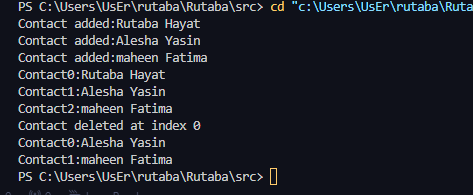 PS C:\Users\UsEr\rutaba\Rutaba\src> cd "c:\Users\UsEr\rutaba\Ruta
Contact added:Rutaba Hayat
Contact added:Alesha Yasin
Contact added:maheen Fatima
Contact0:Rutaba Hayat
Contact1:Alesha Yasin
Contact2:maheen Fatima
Contact deleted at index 0
Contact0:Alesha Yasin
Contact1:maheen Fatima
PS C:\Users\UsEr\rutaba\Rutaba\src>